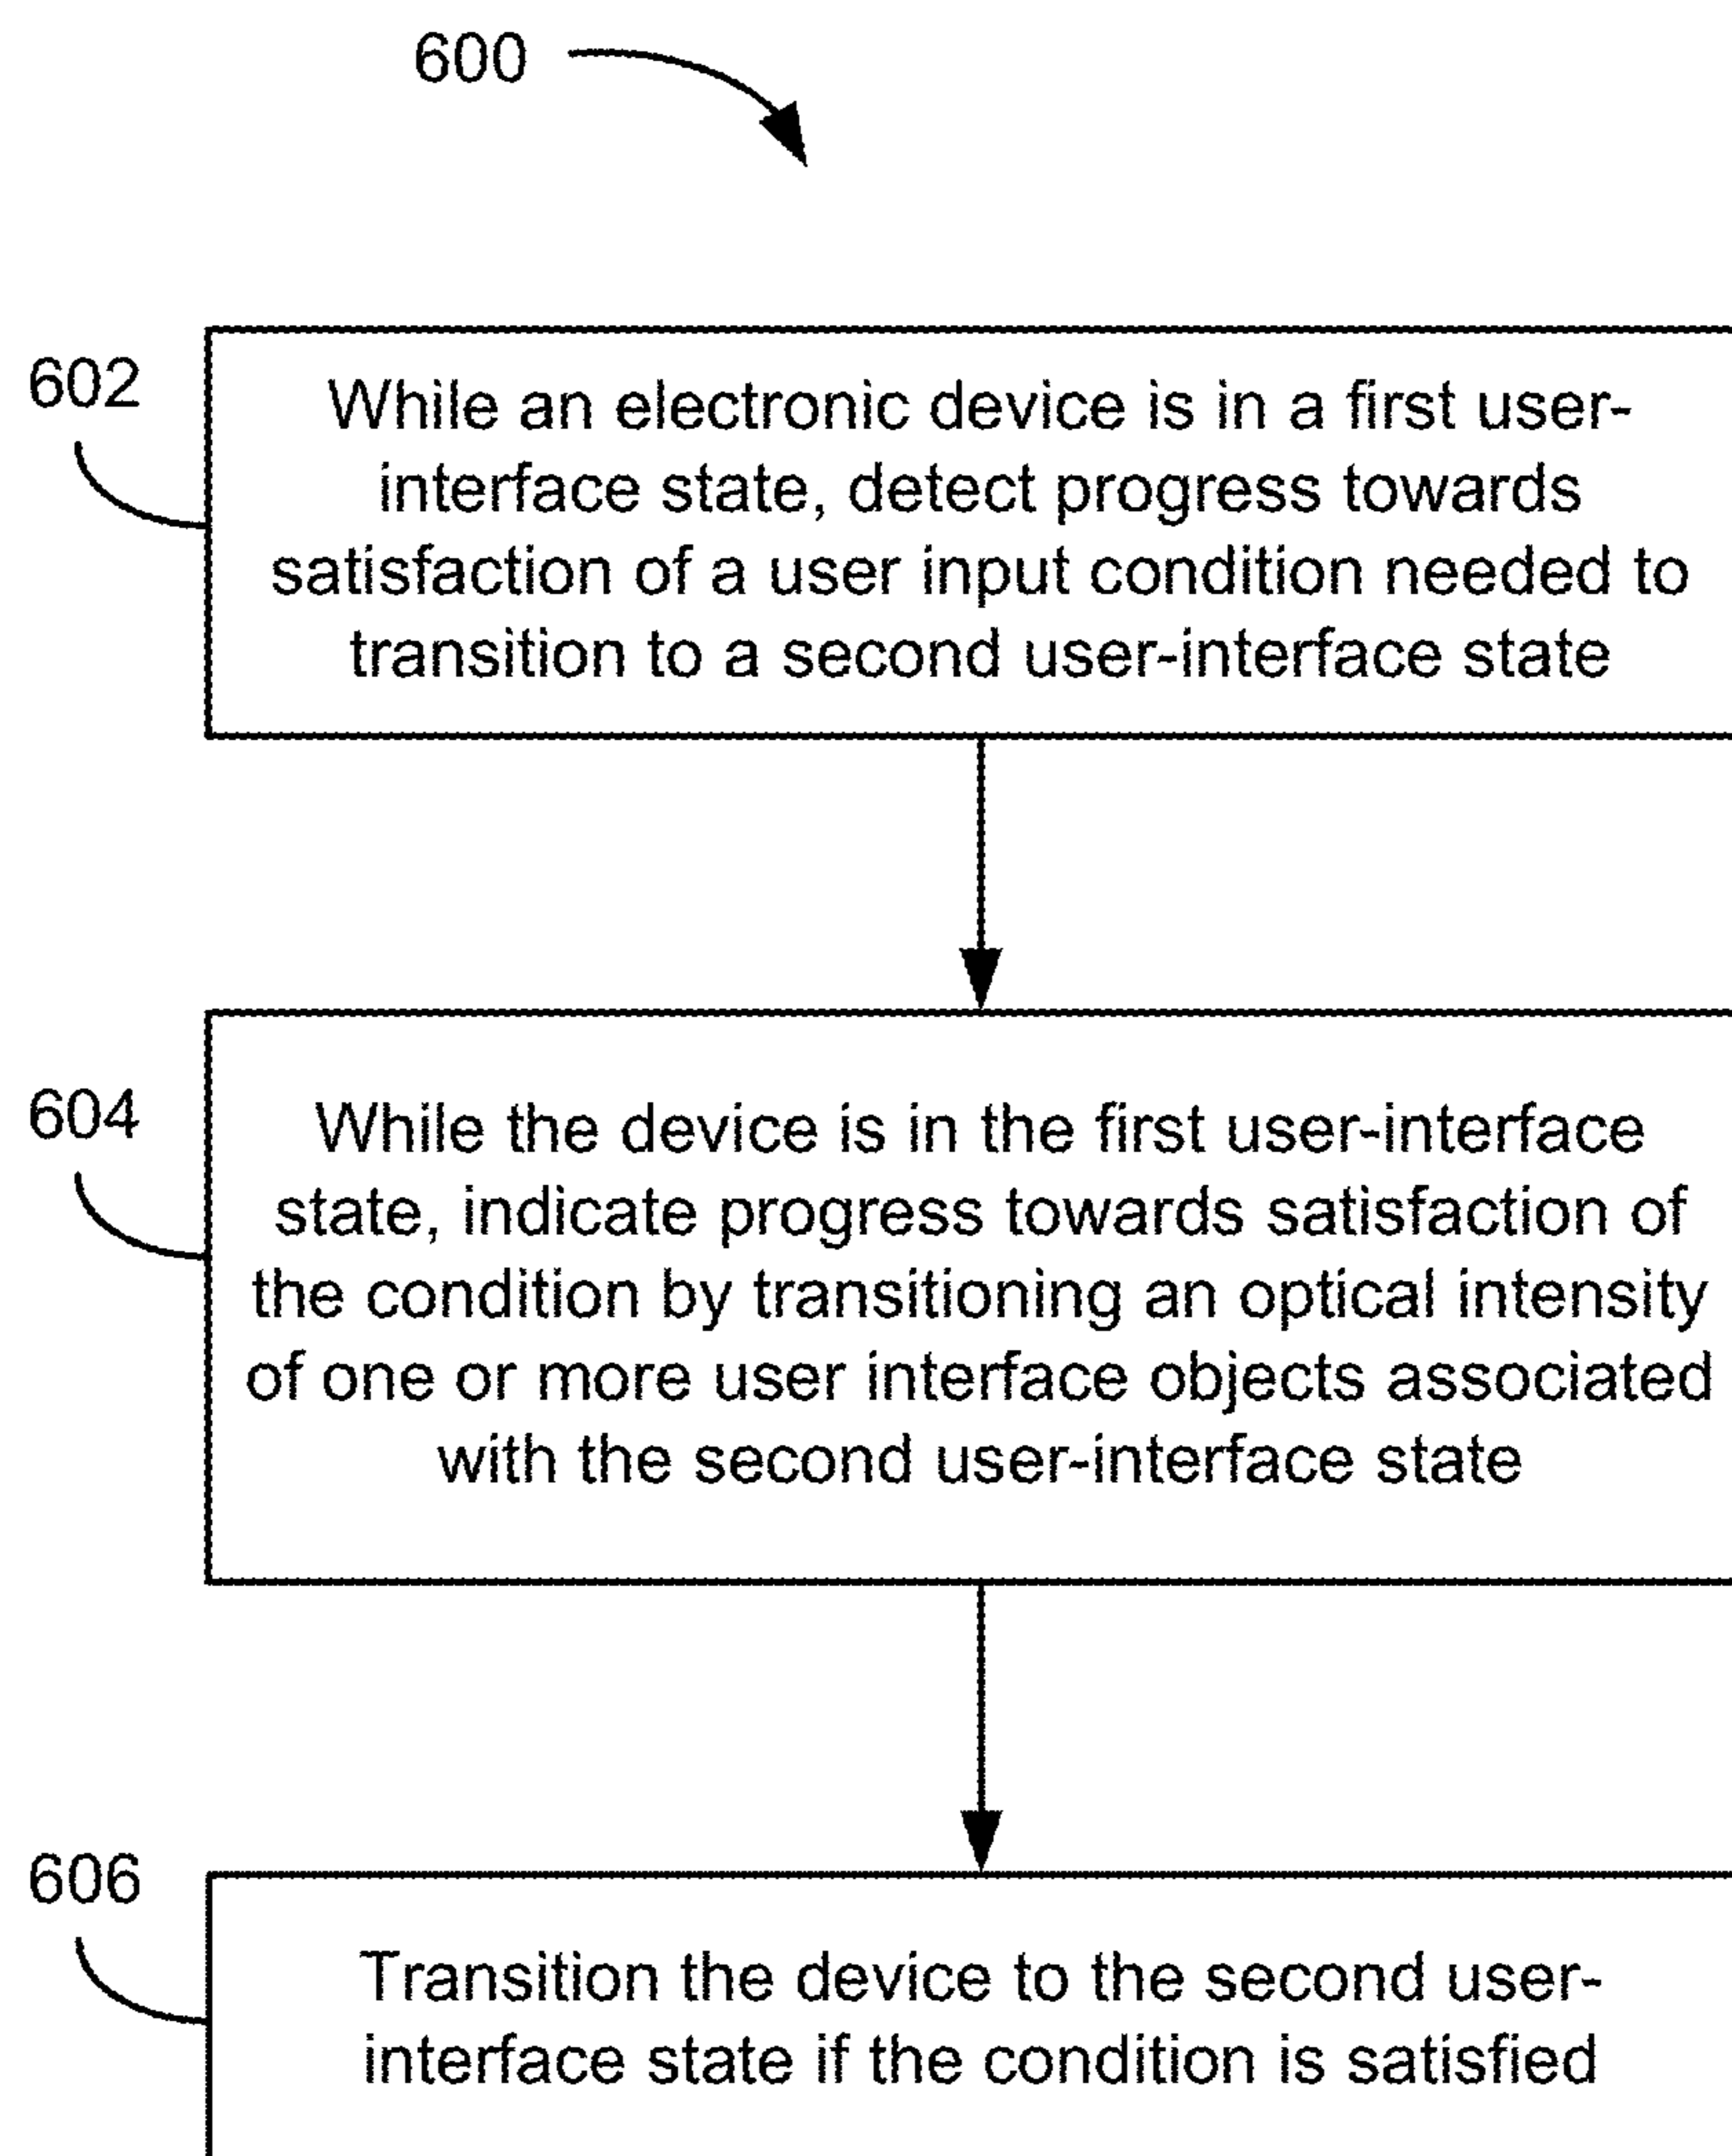 600
602
While an electronic device is in a first user-
interface state, detect progress towards
satisfaction of a user input condition needed to
transition to a second user-interface state
604
While the device is in the first user-interface
state, indicate progress towards satisfaction of
the condition by transitioning an optical intensity
of one or more user interface objects associated
with the second user-interface state
606
Transition the device to the second user-
interface state if the condition is satisfied